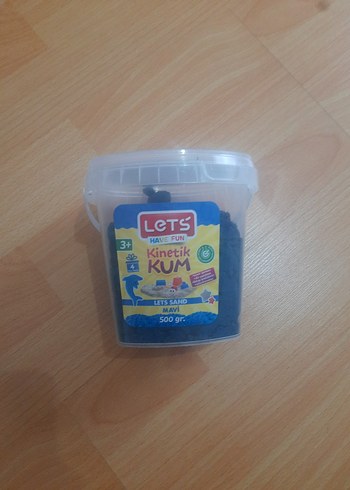 LETS
HAVE FUN
3+
Kinetik
KUM
LETS SAND
MAVİ
500 gr.